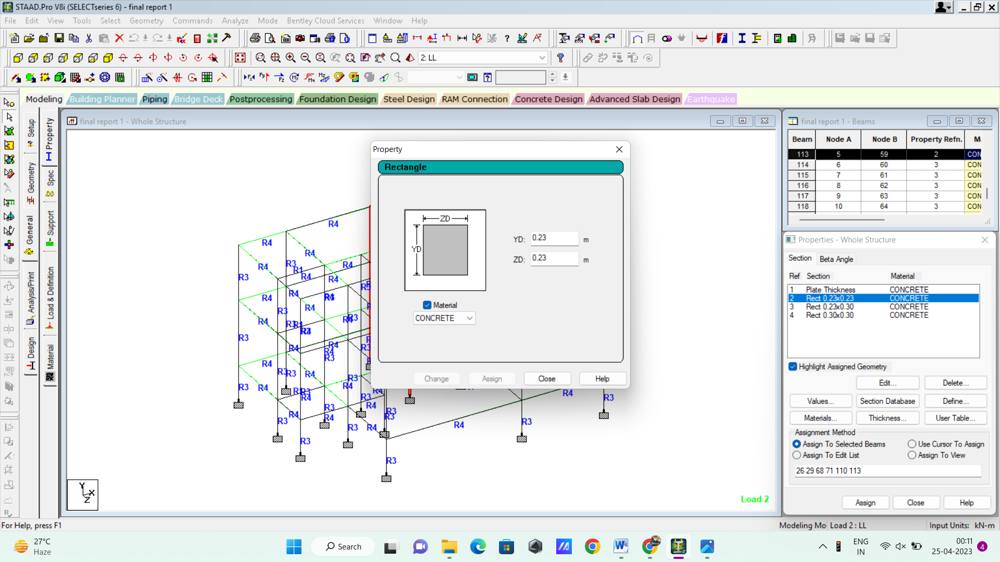 STAAD.Pro V8i (SELECTseries 6) - final report 1
File Edit View Tools Select Geometry Commands Analyze Mode Bentley Cloud Services Window Help
2: LL
Modeling Building Planner Piping Bridge Deck Postprocessing Foundation Design Steel Design RAM Connection Concrete Design Advanced Slab Design Earthquake
Setup
Geometry
General
Analysis/Print
Design
Property
Spec
Support
Load & Definition
Material
final report 1 - Whole Structure
R4
R4
R4
R4
R3
R1
R4
R4
R4
R3
R4
R4
R4
R4
R3
R4
R4
R3
R4
R4
R3
R4
R3
R4
R4
R3
R4
R3
R4
R3
R4
R3
R4
R3
R4
R4
R3
R4
R3
R4
R3
R3
R4
R3
R4
R3
R4
R3
R3
Y
X
Z
Load 2
Property
Rectangle
ZD
YD
YD: 0.23 m
ZD: 0.23 m
Material
CONCRETE
Change Assign Close Help
final report 1 - Beams
Beam Node A Node B Property Refn. M
113 5 59 2 CON
114 6 60 3 CON
115 7 61 3 CON
116 8 62 3 CON
117 9 63 3 CON
118 10 64 3 CON
Properties - Whole Structure
Section Beta Angle
Ref Section Material
1 Plate Thickness CONCRETE
2 Rect 0.23x0.23 CONCRETE
3 Rect 0.23x0.30 CONCRETE
4 Rect 0.30x0.30 CONCRETE
Highlight Assigned Geometry
Edit... Delete...
Values... Section Database Define...
Materials... Thickness... User Table...
Assignment Method
Assign To Selected Beams Use Cursor To Assign
Assign To Edit List Assign To View
26 29 68 71 110 113
Assign Close Help
For Help, press F1
Modeling Mo Load 2 : LL Input Units: kN-m
27°C
Haze
Search
ENG
IN
00:11
25-04-2023
4